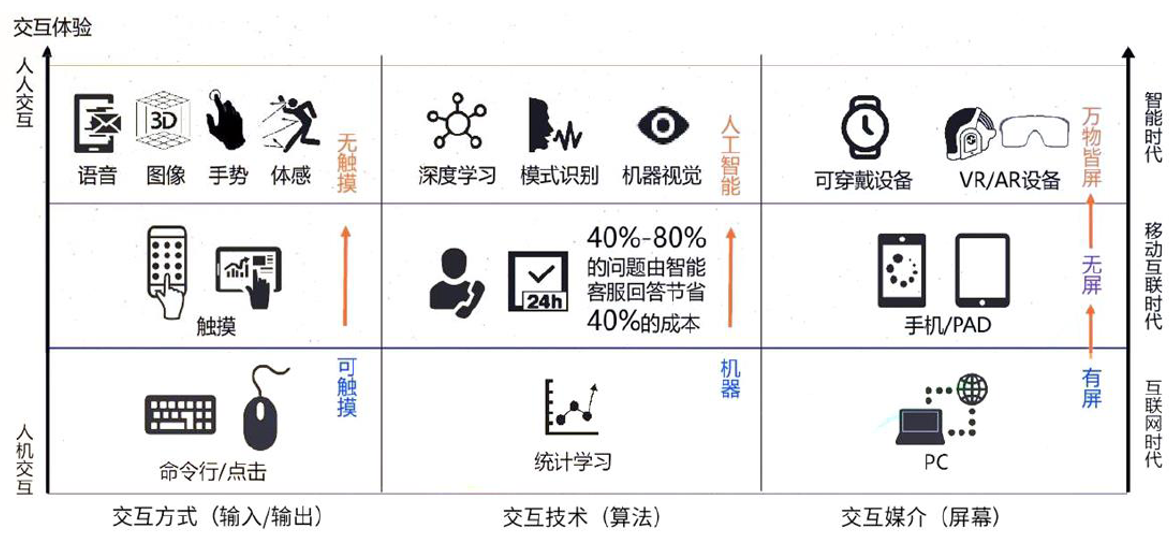 交互体验
人人交互
语音
3D
图像
手势
体感
无触摸
深度学习
模式识别
机器视觉
人工智能
可穿戴设备
VR/AR设备
万物皆屏
智能时代
触摸
24h
40%-80%
的问题由智能
客服回答节省
40%的成本
手机/PAD
无屏
移动互联时代
人机交互
命令行/点击
可触摸
统计学习
机器
PC
有屏
互联网时代
交互方式（输入/输出）
交互技术（算法）
交互媒介（屏幕）